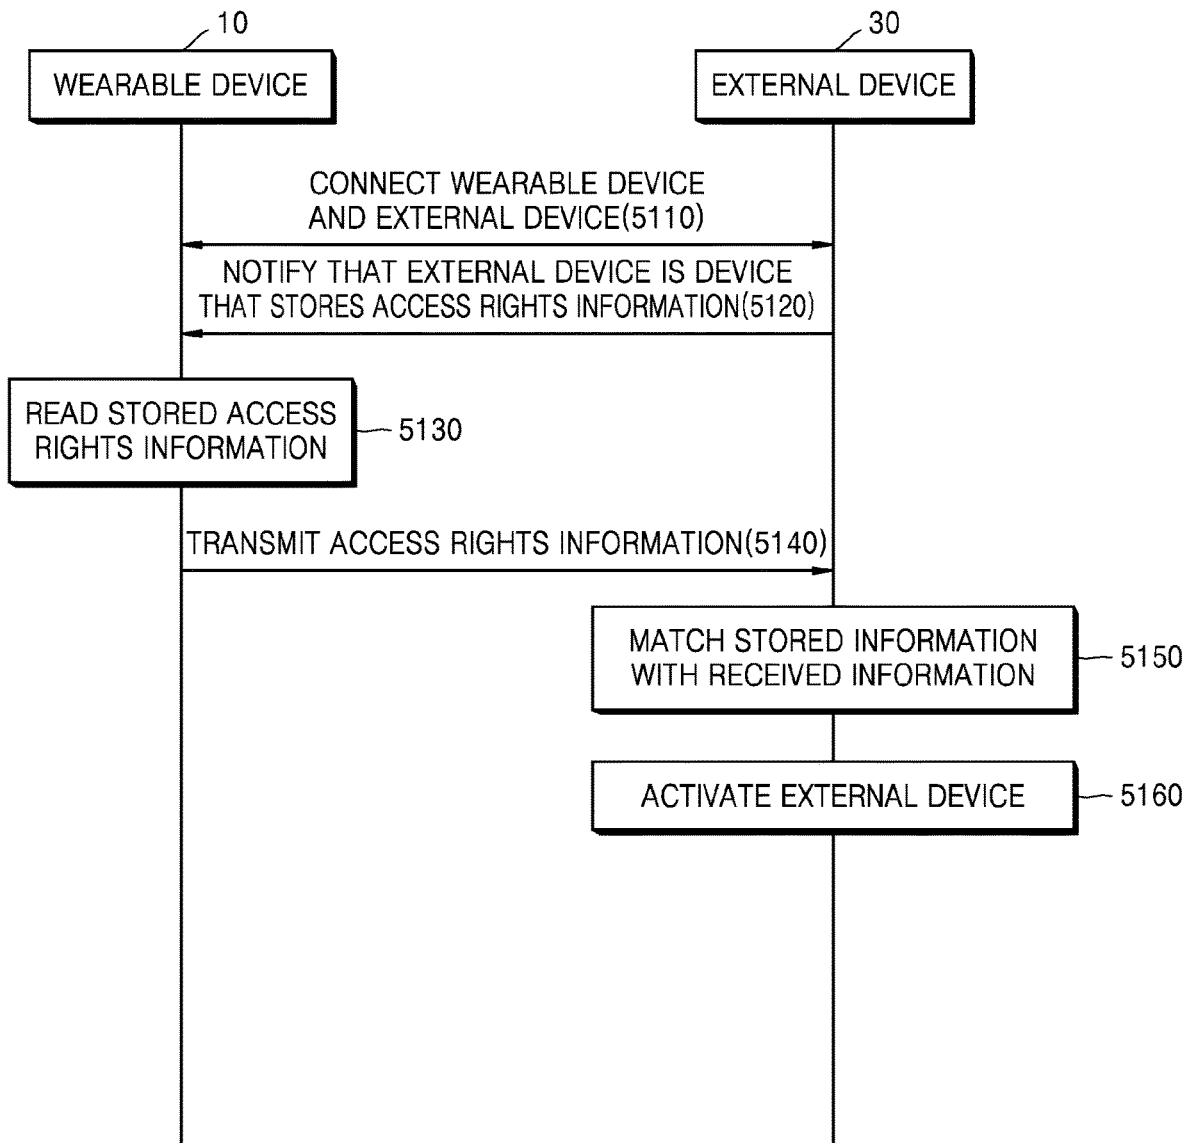 10
30
WEARABLE DEVICE
EXTERNAL DEVICE
CONNECT WEARABLE DEVICE
AND EXTERNAL DEVICE(5110)
NOTIFY THAT EXTERNAL DEVICE IS DEVICE
THAT STORES ACCESS RIGHTS INFORMATION(5120)
READ STORED ACCESS
RIGHTS INFORMATION
5130
TRANSMIT ACCESS RIGHTS INFORMATION(5140)
MATCH STORED INFORMATION
WITH RECEIVED INFORMATION
5150
ACTIVATE EXTERNAL DEVICE
5160